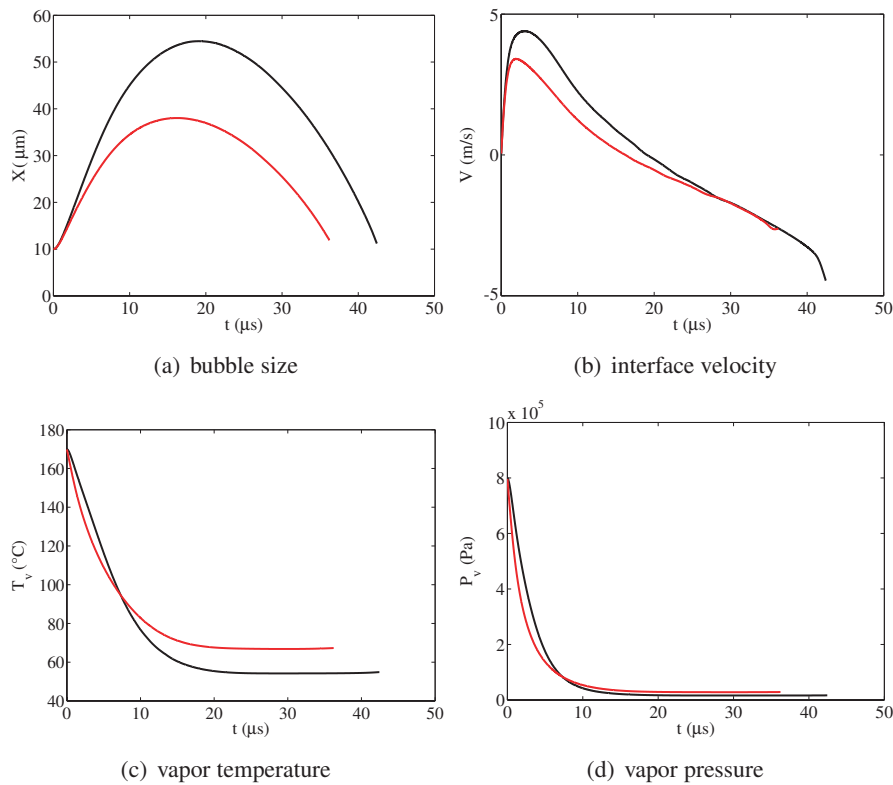 60
50
40
30
20
10
0
X(µm)
0 10 20 30 40 50
t (µs)
(a) bubble size
5
0
-5
V (m/s)
0 10 20 30 40 50
t (µs)
(b) interface velocity
180
160
140
120
100
80
60
40
T_v (°C)
0 10 20 30 40 50
t (µs)
(c) vapor temperature
x 10^5
10
8
6
4
2
0
P_v (Pa)
0 10 20 30 40 50
t (µs)
(d) vapor pressure